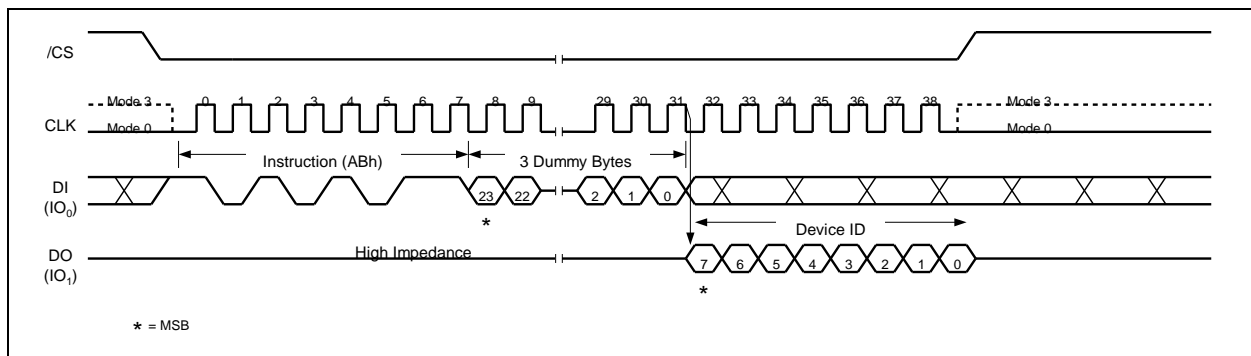 /CS
Mode 3 0 1 2 3 4 5 6 7 8 9 29 30 31 32 33 34 35 36 37 38 Mode 3
CLK Mode 0 Mode 0
Instruction (ABh) 3 Dummy Bytes
DI
(IO0)
23 22 2 1 0
*
Device ID
DO
(IO1)
High Impedance
7 6 5 4 3 2 1 0
*
* = MSB